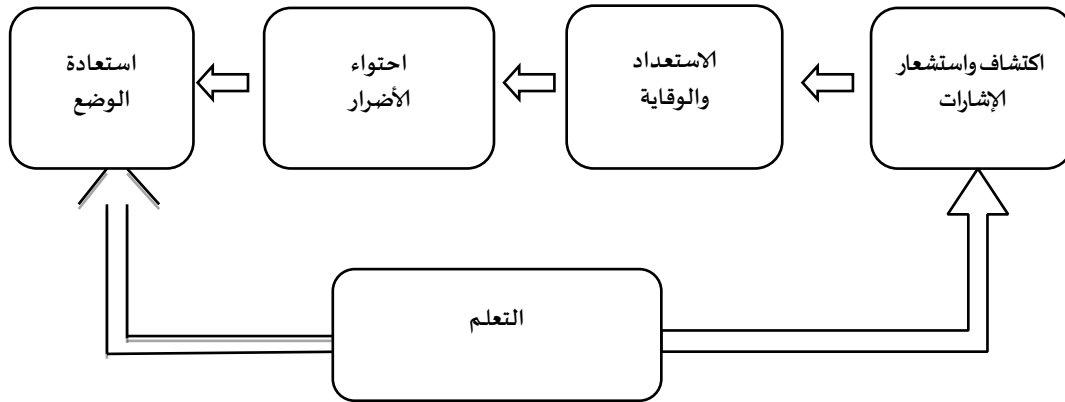 اكتشاف واستشعار
الإشارات
الاستعداد
والوقاية
احتواء
الأضرار
استعادة
الوضع
التعلم